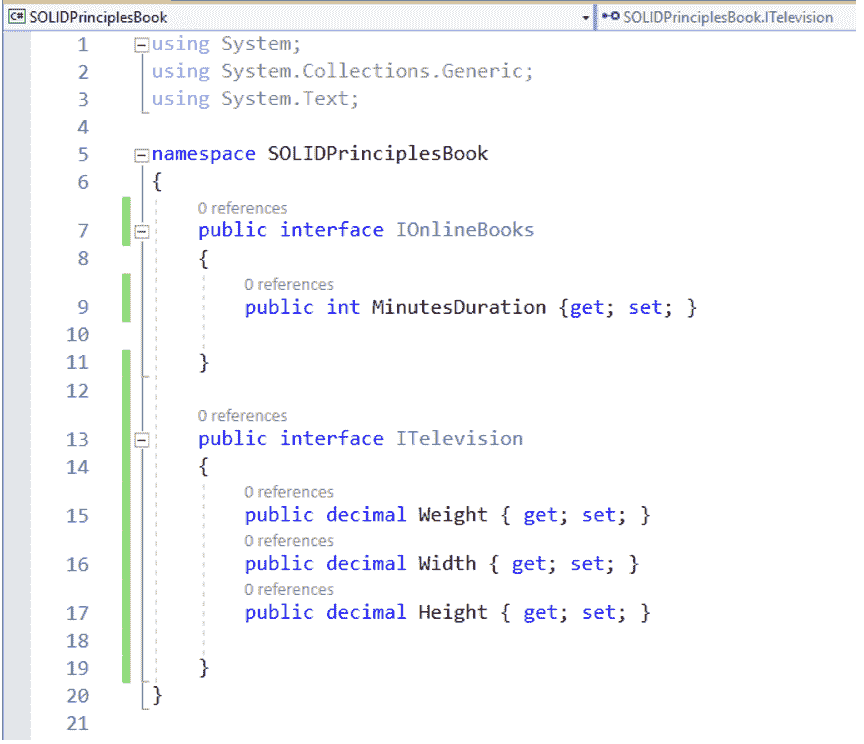 C# SOLIDPrinciplesBook SOLIDPrinciplesBook.ITelevision
1 using System;
2 using System.Collections.Generic;
3 using System.Text;
4
5 namespace SOLIDPrinciplesBook
6 {
0 references
7 public interface IOnlineBooks
8 {
0 references
9 public int MinutesDuration {get; set; }
10
11 }
12
0 references
13 public interface ITelevision
14 {
0 references
15 public decimal Weight { get; set; }
0 references
16 public decimal Width { get; set; }
0 references
17 public decimal Height { get; set; }
18
19 }
20 }
21